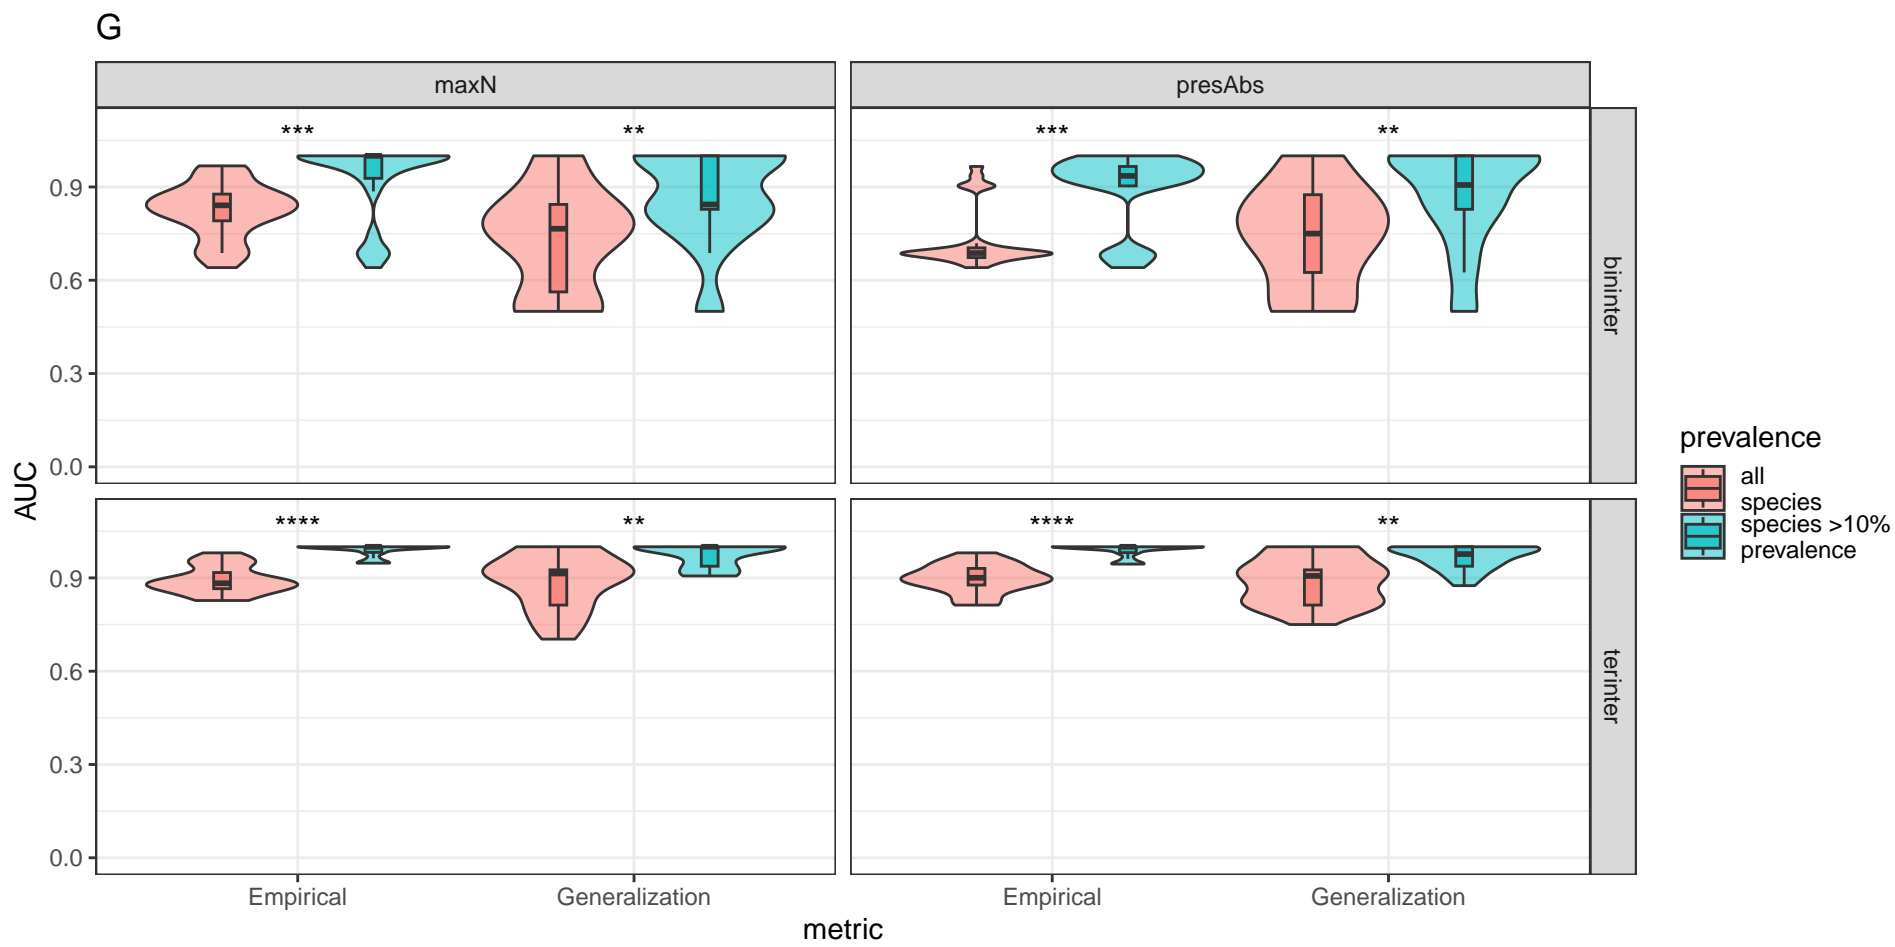 G
maxN
presAbs
***
**
***
**
0.9
0.6
0.3
0.0
bininter
AUC
****
**
****
**
0.9
0.6
0.3
0.0
terinter
Empirical
Generalization
Empirical
Generalization
metric
prevalence
all
species
species >10%
prevalence